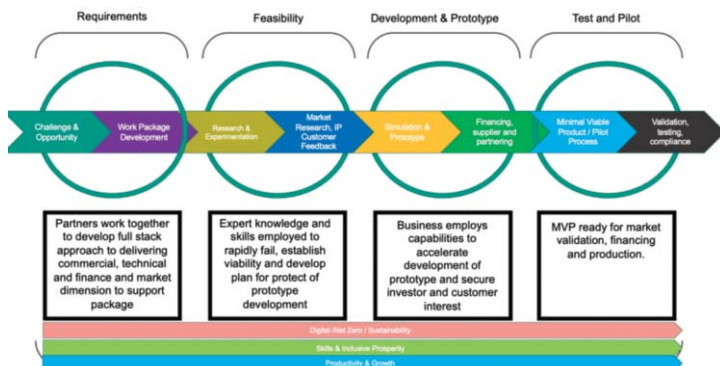 Requirements
Feasibility
Development & Prototype
Test and Pilot
Challenge &
Opportunity
Work Package
Development
Research &
Experimentation
Market
Research, IP
Customer
Feedback
Simulation &
Prototype
Financing,
supplier and
partnering
Minimal Viable
Product / Pilot
Process
Validation,
testing,
compliance
Partners work together
to develop full stack
approach to delivering
commercial, technical
and finance and market
dimension to support
package
Expert knowledge and
skills employed to
rapidly fail, establish
viability and develop
plan for protect of
prototype
development
Business employs
capabilities to
accelerate
development of
prototype and secure
investor and customer
interest
MVP ready for market
validation, financing
and production.
Digital /Net Zero / Sustainability
Skills & Inclusive Prosperity
Productivity & Growth